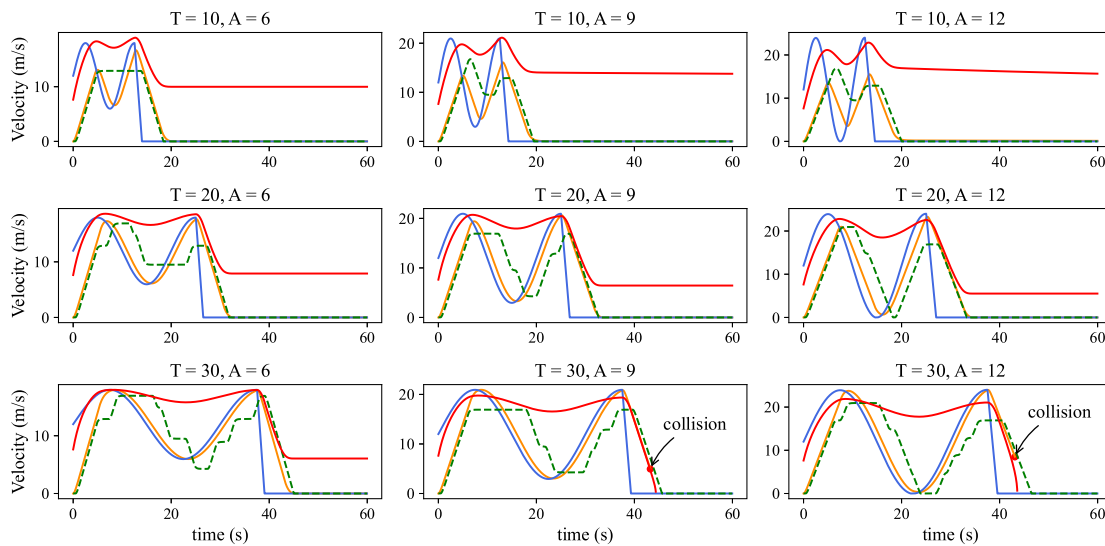 T = 10, A = 6
T = 10, A = 9
T = 10, A = 12
Velocity (m/s)
10
0
20
10
0
20
10
0
0 20 40 60
0 20 40 60
0 20 40 60
T = 20, A = 6
T = 20, A = 9
T = 20, A = 12
Velocity (m/s)
10
0
20
10
0
20
10
0
0 20 40 60
0 20 40 60
0 20 40 60
T = 30, A = 6
T = 30, A = 9
T = 30, A = 12
Velocity (m/s)
10
0
20
10
0
collision
20
10
0
collision
0 20 40 60
0 20 40 60
0 20 40 60
time (s)
time (s)
time (s)